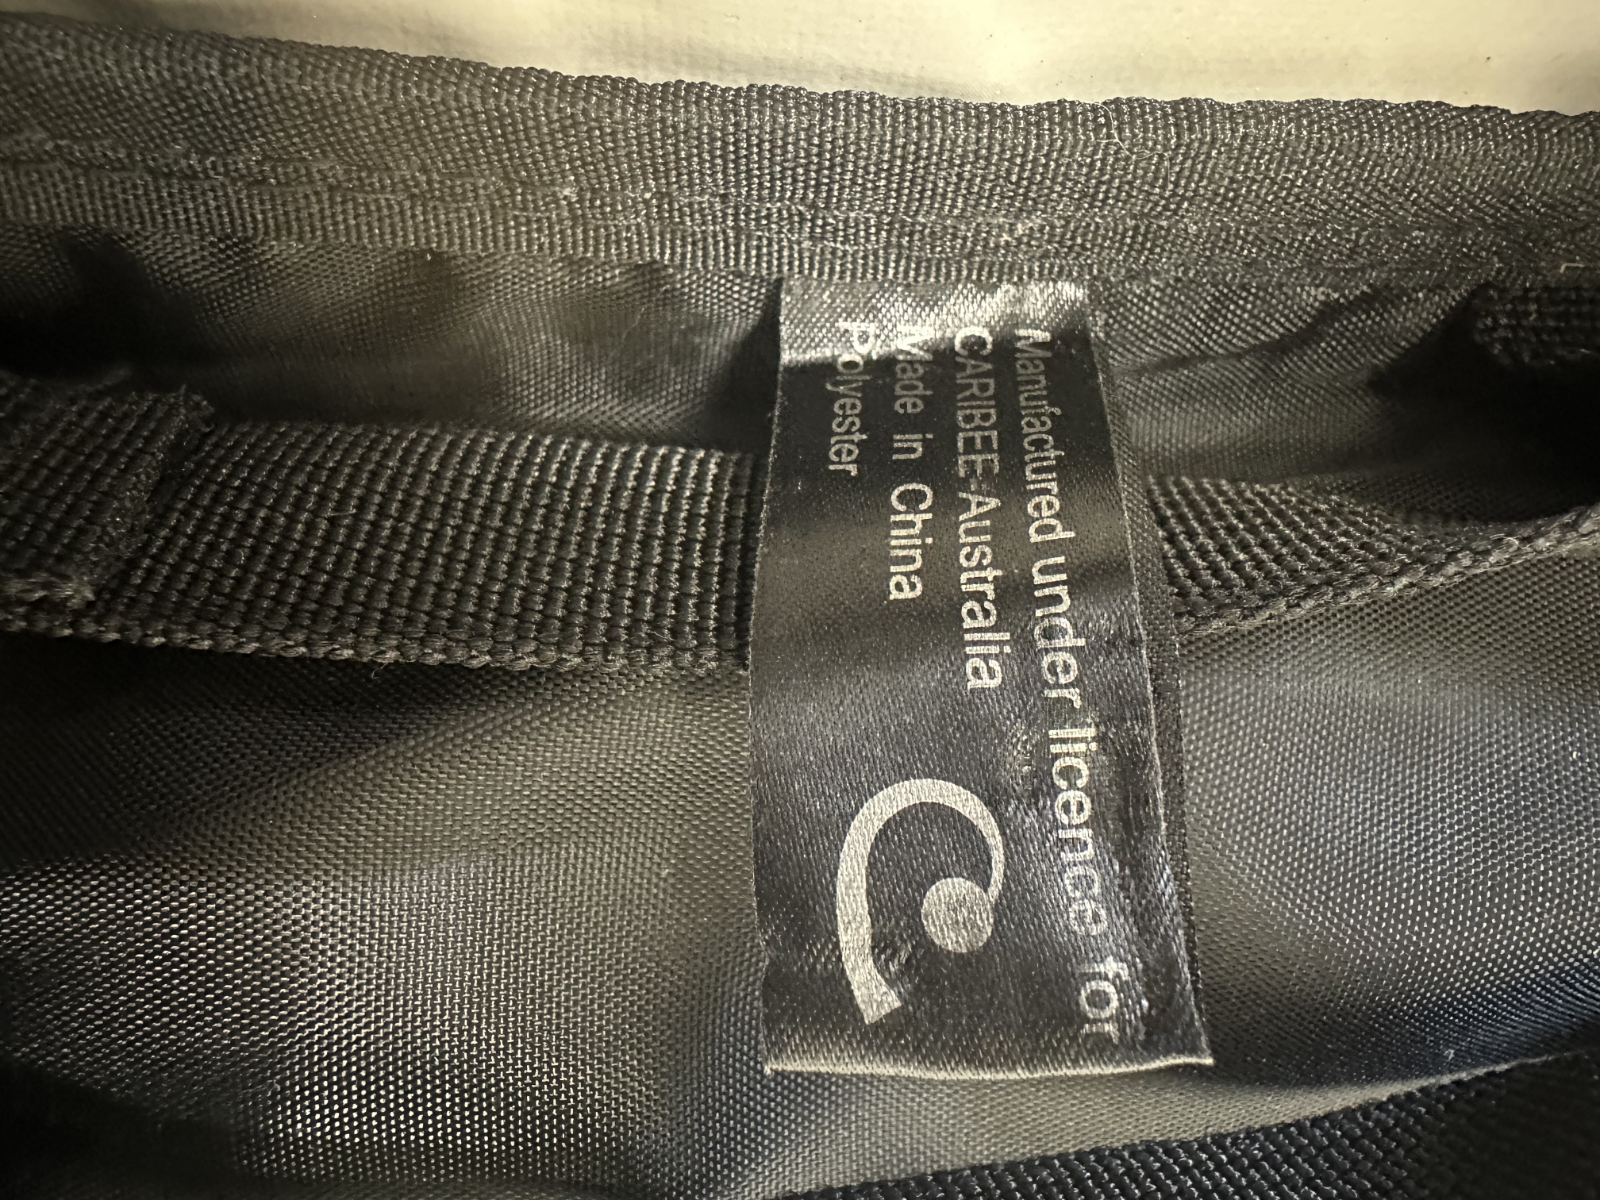 Manufactured under licence for
CARIBEE-Australia
Made in China
Polyester